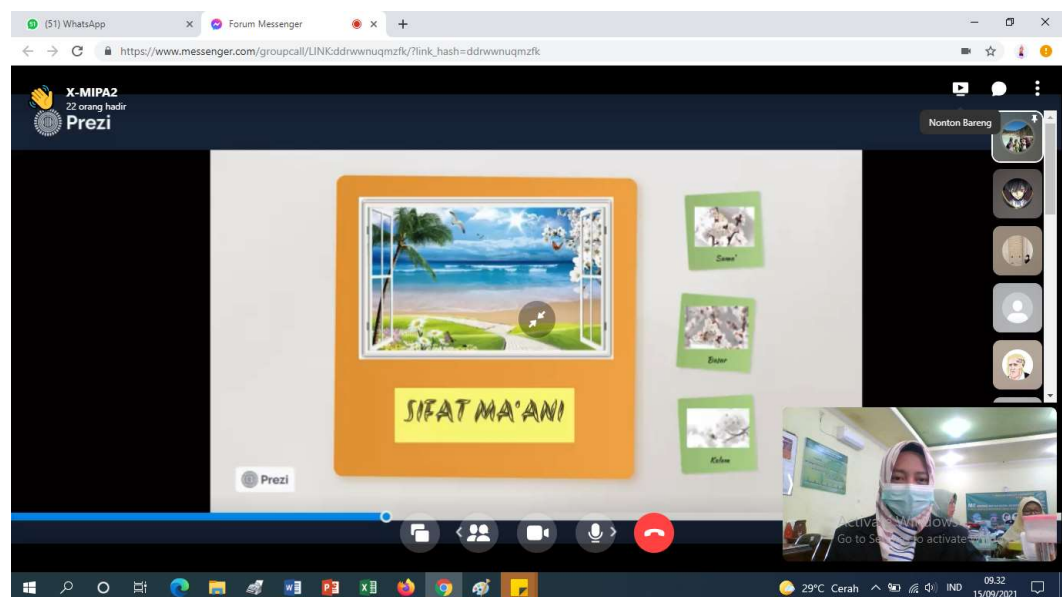 (51) WhatsApp
Forum Messenger
https://www.messenger.com/groupcall/LINK:ddrwwnuqmzfk/?link_hash=ddrwwnuqmzfk
X-MIPA2
22 orang hadir
Prezi
Nonton Bareng
Sama'
Basar
Kalam
SIFAT MA'ANI
Prezi
Activate Windows
Go to Se to activate
29°C Cerah
IND
09.32
15/09/2021